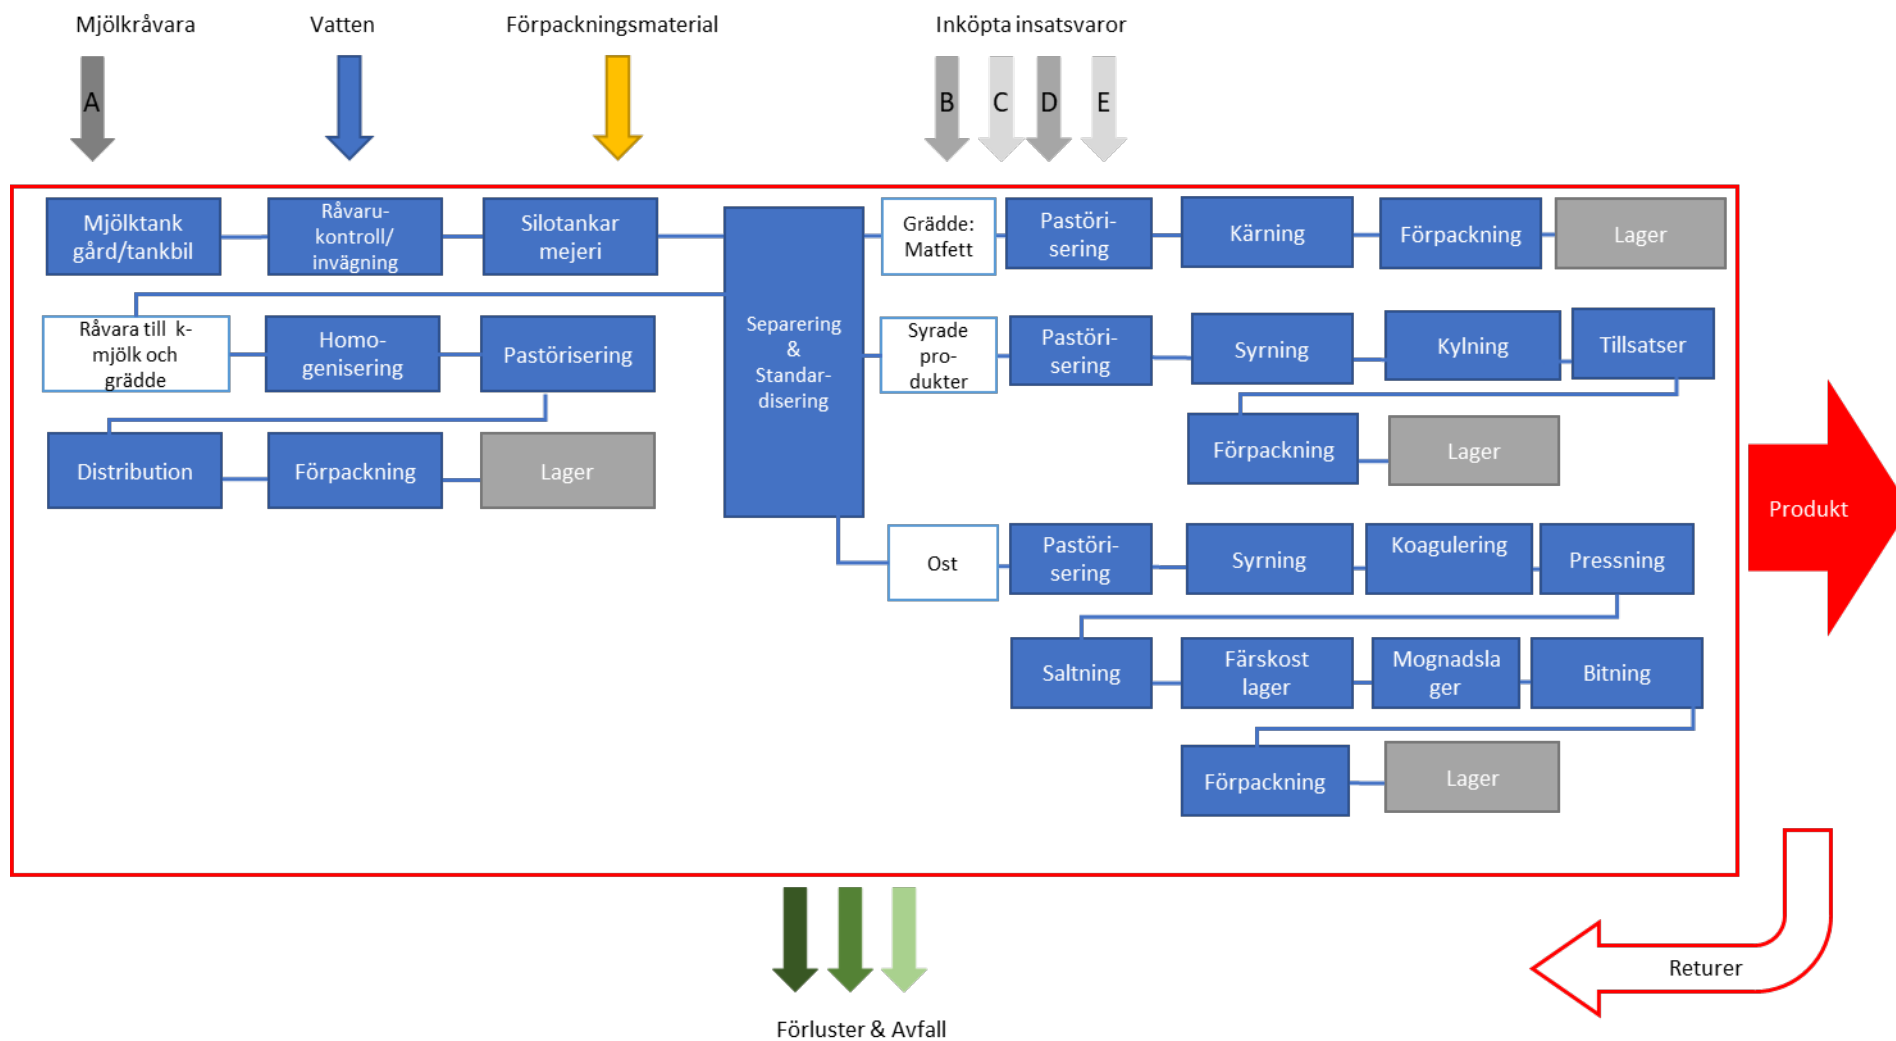 Mjölkråvara
Vatten
Förpackningsmaterial
Inköpta insatsvaror
A
B
C
D
E
Mjölktank
gård/tankbil
Råvaru-
kontroll/
invägning
Silotankar
mejeri
Separering
&
Standar-
disering
Grädde:
Matfett
Pastöri-
sering
Kärning
Förpackning
Lager
Råvara till k-
mjölk och
grädde
Homo-
genisering
Pastörisering
Syrade
pro-
dukter
Pastöri-
sering
Syrning
Kylning
Tillsatser
Förpackning
Lager
Distribution
Förpackning
Lager
Ost
Pastöri-
sering
Syrning
Koagulering
Pressning
Saltning
Färskost
lager
Mognadsla
ger
Bitning
Förpackning
Lager
Produkt
Returer
Förluster & Avfall